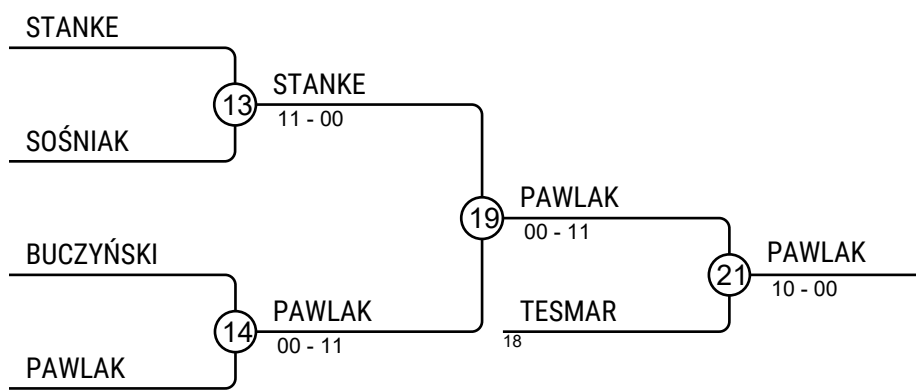 STANKE
13
STANKE
11 - 00
SOŚNIAK
19
PAWLAK
00 - 11
BUCZYŃSKI
21
PAWLAK
10 - 00
14
PAWLAK
00 - 11
TESMAR
18
PAWLAK